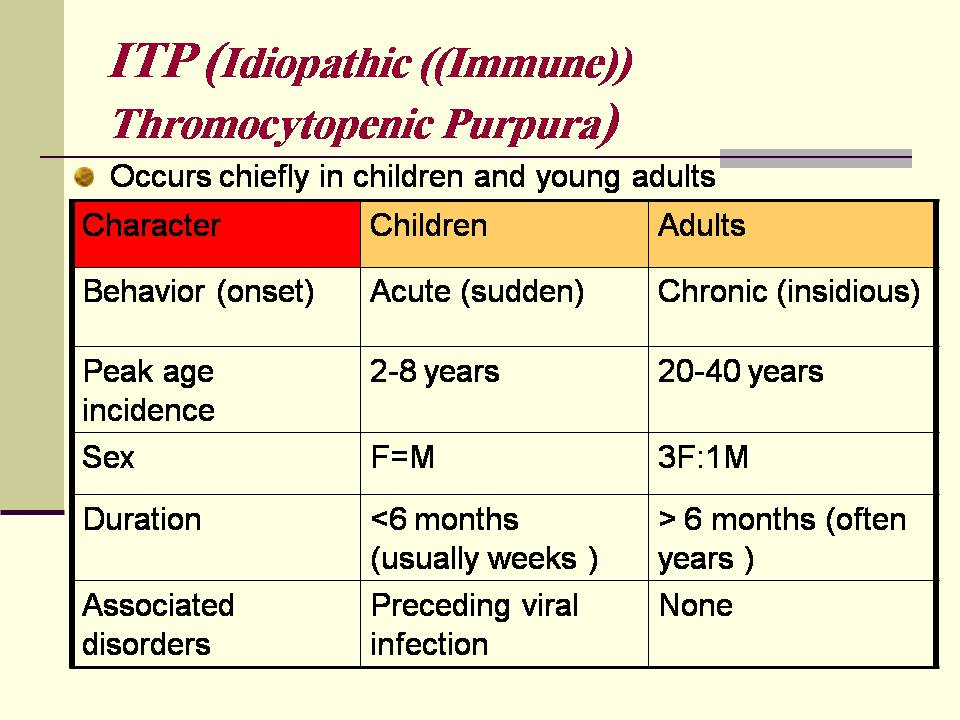 ITP (Idiopathic ((Immune))
Thromocytopenic Purpura)
Occurs chiefly in children and young adults
Character Children Adults
Behavior (onset) Acute (sudden) Chronic (insidious)
Peak age 2-8 years 20-40 years
incidence
Sex F=M 3F:1M
Duration <6 months > 6 months (often
(usually weeks ) years )
Associated Preceding viral None
disorders infection